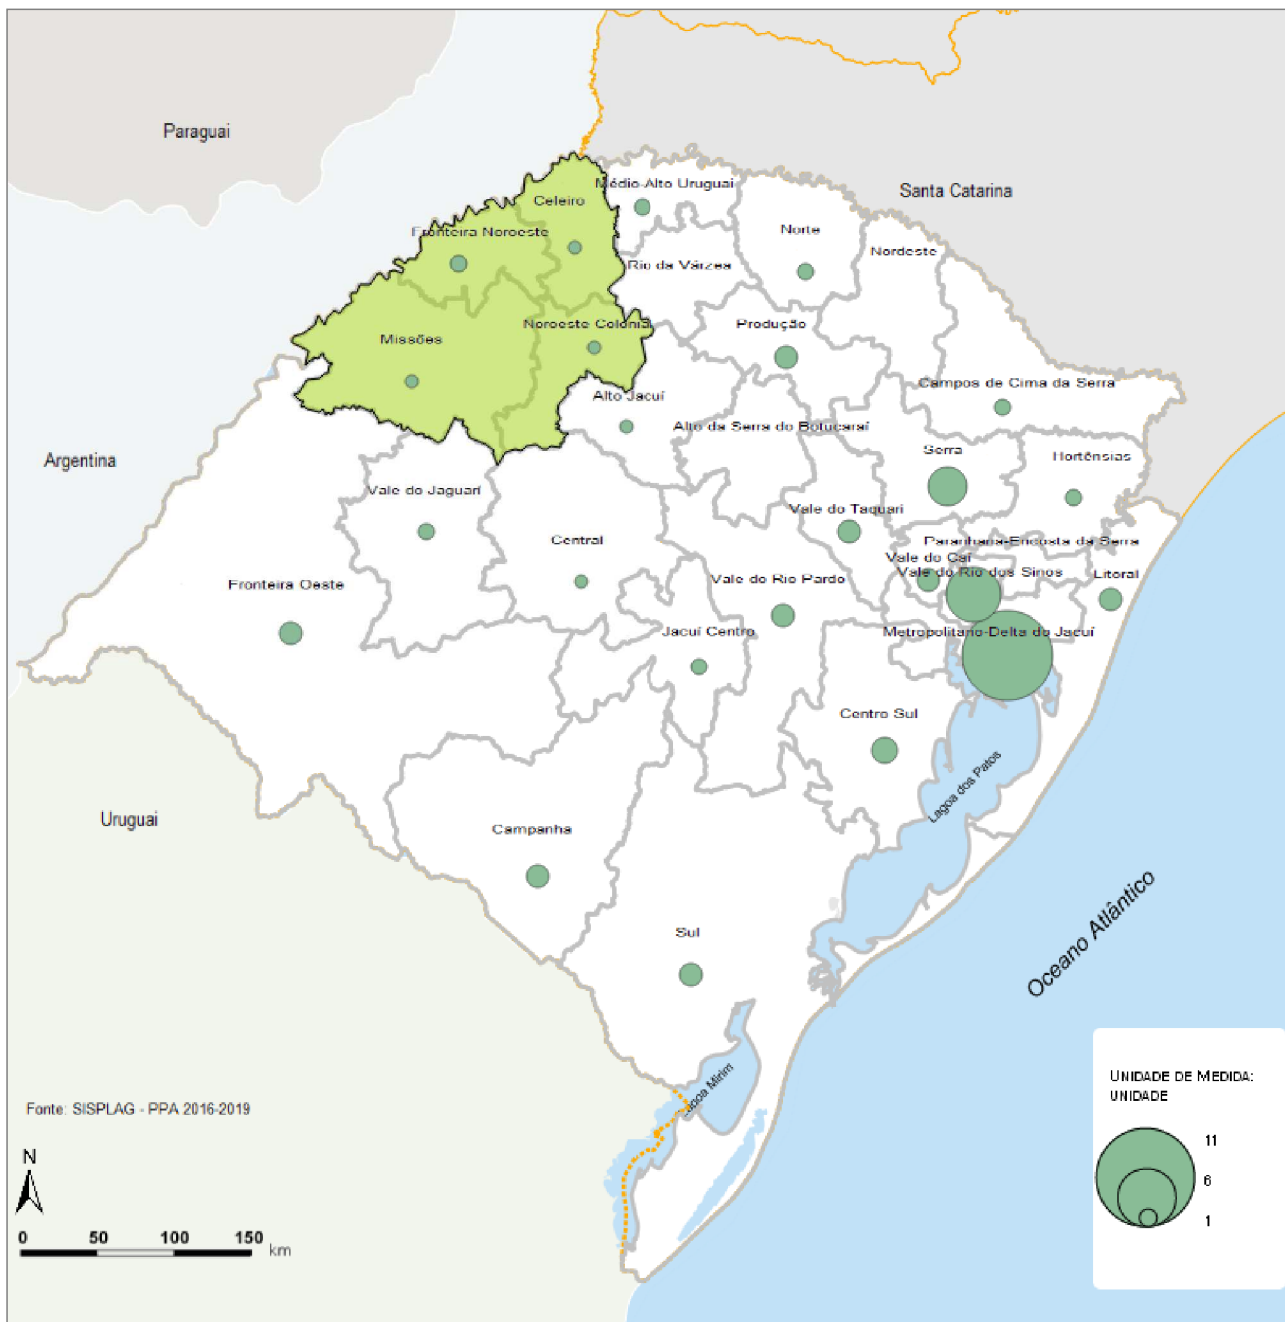 Paraguai
Santa Catarina
Médio-Alto Uruguai
Celeiro
Fronteira Noroeste
Norte
Nordeste
Rio da Várzea
Noroeste Colonial
Produção
Missões
Campos de Cima da Serra
Alto Jacuí
Alto da Serra do Botucaraí
Argentina
Serra
Hortênsias
Vale do Jaguarí
Vale do Taquari
Central
Paranhana-Encosta da Serra
Vale do Caí
Vale do Rio dos Sinos
Litoral
Fronteira Oeste
Vale do Rio Pardo
Jacuí Centro
Metropolitano-Delta do Jacuí
Centro Sul
Lagoa dos Patos
Uruguai
Campanha
Oceano Atlântico
Sul
Lagoa Mirim
Fonte: SISPLAG - PPA 2016-2019
N
0 50 100 150
km
UNIDADE DE MEDIDA:
UNIDADE
11
6
1